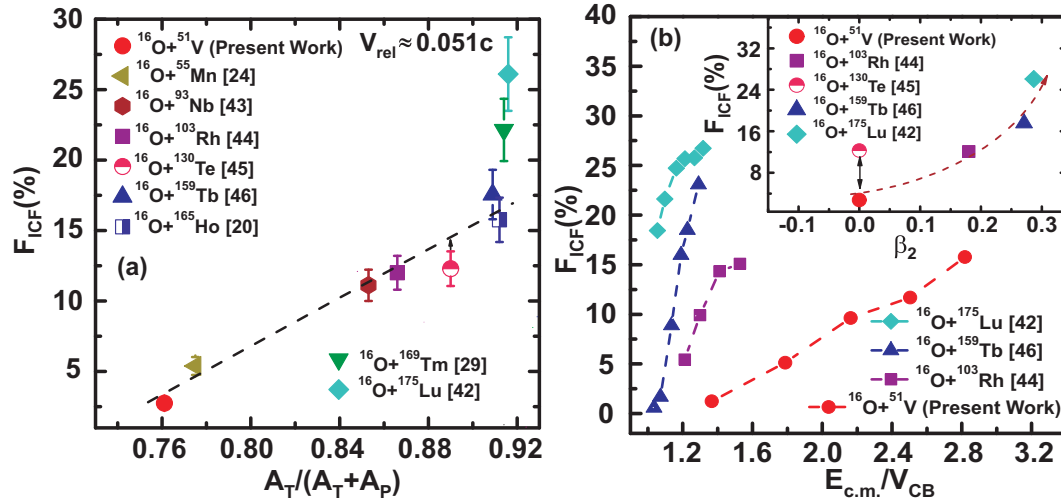 (a)
V_rel≈0.051c
¹⁶O+⁵¹V (Present Work)
¹⁶O+⁵⁵Mn [24]
¹⁶O+⁹³Nb [43]
¹⁶O+¹⁰³Rh [44]
¹⁶O+¹³⁰Te [45]
¹⁶O+¹⁵⁹Tb [46]
¹⁶O+¹⁶⁵Ho [20]
¹⁶O+¹⁶⁹Tm [29]
¹⁶O+¹⁷⁵Lu [42]
F_ICF(%)
30
25
20
15
10
5
0
0.76
0.80
0.84
0.88
0.92
A_T/(A_T+A_P)
(b)
F_ICF(%)
40
35
30
25
20
15
10
5
0
1.2
1.6
2.0
2.4
2.8
3.2
E_c.m./V_CB
¹⁶O+¹⁷⁵Lu [42]
¹⁶O+¹⁵⁹Tb [46]
¹⁶O+¹⁰³Rh [44]
¹⁶O+⁵¹V (Present Work)
F_ICF(%)
36
28
20
12
4
¹⁶O+⁵¹V (Present Work)
¹⁶O+¹⁰³Rh [44]
¹⁶O+¹³⁰Te [45]
¹⁶O+¹⁵⁹Tb [46]
¹⁶O+¹⁷⁵Lu [42]
-0.1
0.0
0.1
0.2
0.3
β₂